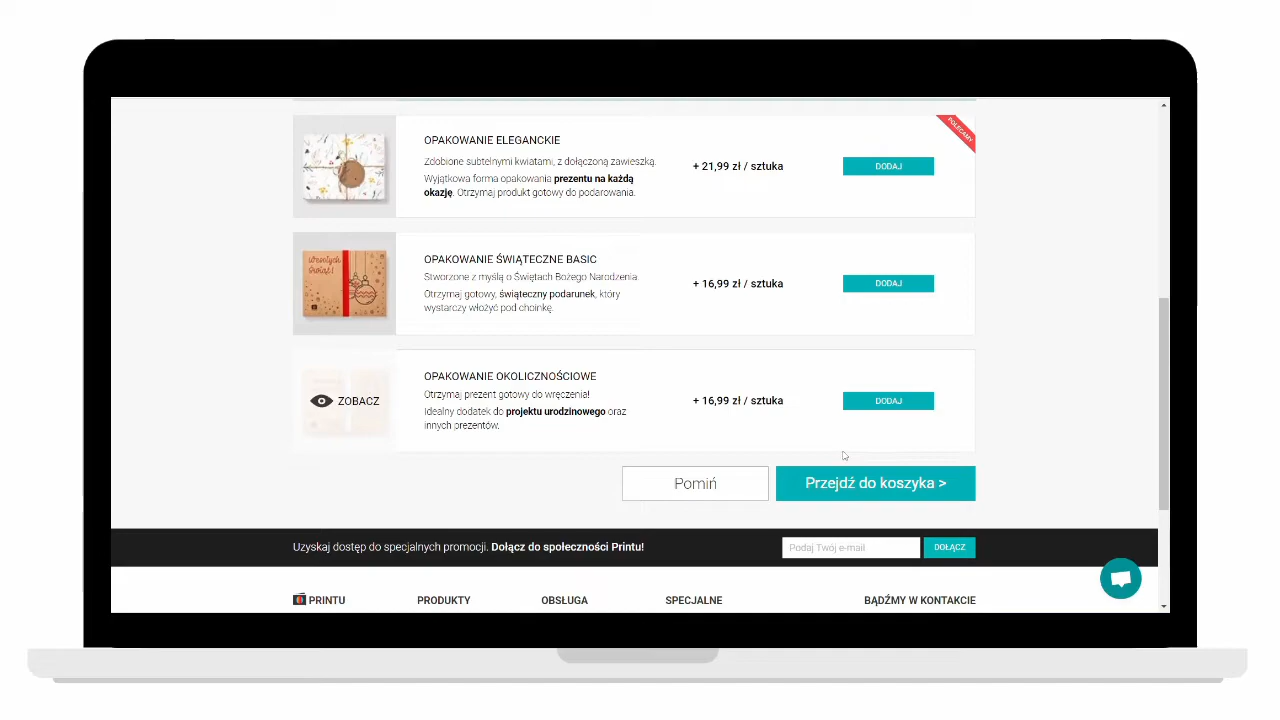 POLECAMY
OPAKOWANIE ELEGANCKIE
Zdobione subtelnymi kwiatami, z dołączoną zawieszką.
Wyjątkowa forma opakowania prezentu na każdą
okazję. Otrzymaj produkt gotowy do podarowania.
+ 21,99 zł / sztuka
DODAJ
Wesołych
Świąt!
OPAKOWANIE ŚWIĄTECZNE BASIC
Stworzone z myślą o Świętach Bożego Narodzenia.
Otrzymaj gotowy, świąteczny podarunek, który
wystarczy włożyć pod choinkę.
+ 16,99 zł / sztuka
DODAJ
ZOBACZ
OPAKOWANIE OKOLICZNOŚCIOWE
Otrzymaj prezent gotowy do wręczenia!
Idealny dodatek do projektu urodzinowego oraz
innych prezentów.
+ 16,99 zł / sztuka
DODAJ
Pomiń
Przejdź do koszyka >
Uzyskaj dostęp do specjalnych promocji. Dołącz do społeczności Printu!
Podaj Twój e-mail
DOŁĄCZ
PRINTU
PRODUKTY
OBSŁUGA
SPECJALNE
BĄDŹMY W KONTAKCIE